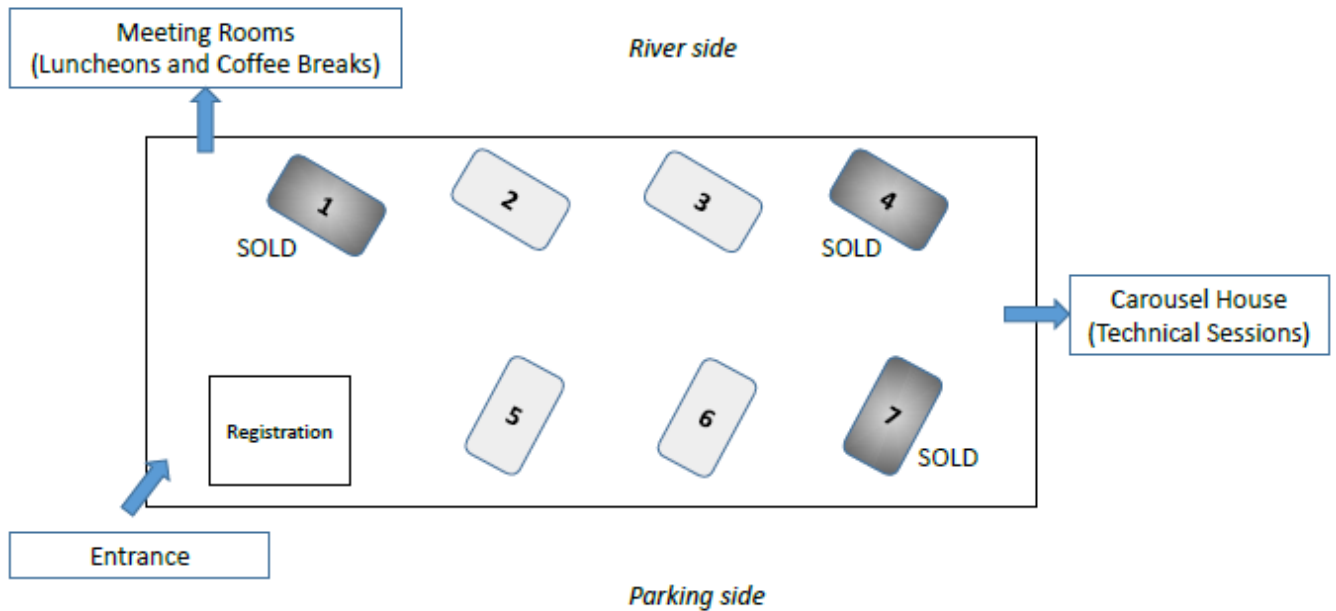 Meeting Rooms
(Luncheons and Coffee Breaks)
River side
1
2
3
4
SOLD
SOLD
Carousel House
(Technical Sessions)
Registration
5
6
7
SOLD
Entrance
Parking side